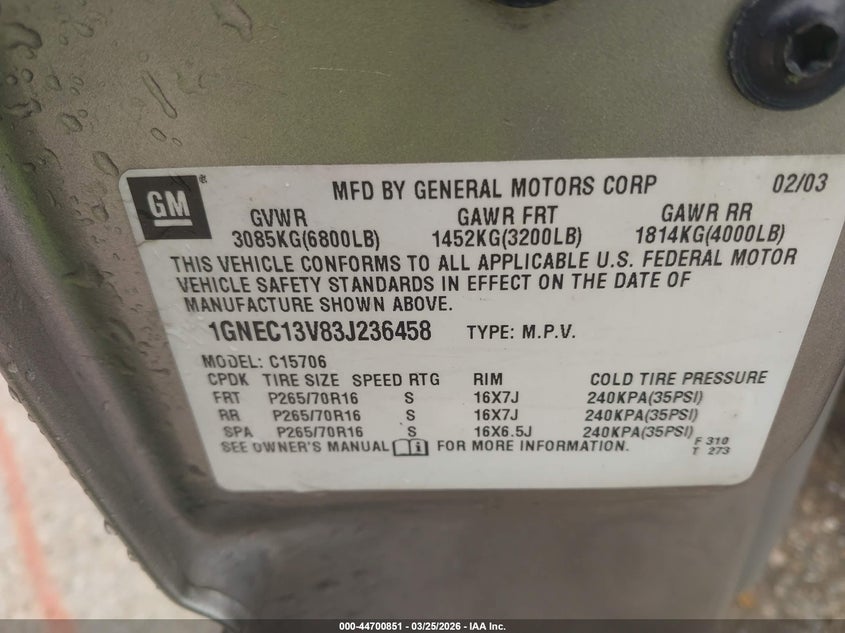 GM
MFD BY GENERAL MOTORS CORP 02/03
GVWR GAWR FRT GAWR RR
3085KG(6800LB) 1452KG(3200LB) 1814KG(4000LB)
THIS VEHICLE CONFORMS TO ALL APPLICABLE U.S. FEDERAL MOTOR
VEHICLE SAFETY STANDARDS IN EFFECT ON THE DATE OF
MANUFACTURE SHOWN ABOVE.
1GNEC13V83J236458 TYPE: M.P.V.
MODEL: C15706
CPDK TIRE SIZE SPEED RTG RIM COLD TIRE PRESSURE
FRT P265/70R16 S 16X7J 240KPA(35PSI)
RR P265/70R16 S 16X7J 240KPA(35PSI)
SPA P265/70R16 S 16X6.5J 240KPA(35PSI)
SEE OWNER'S MANUAL i FOR MORE INFORMATION. F 310
T 273
000-44700851 | 03/25/2026 | IAA Inc.